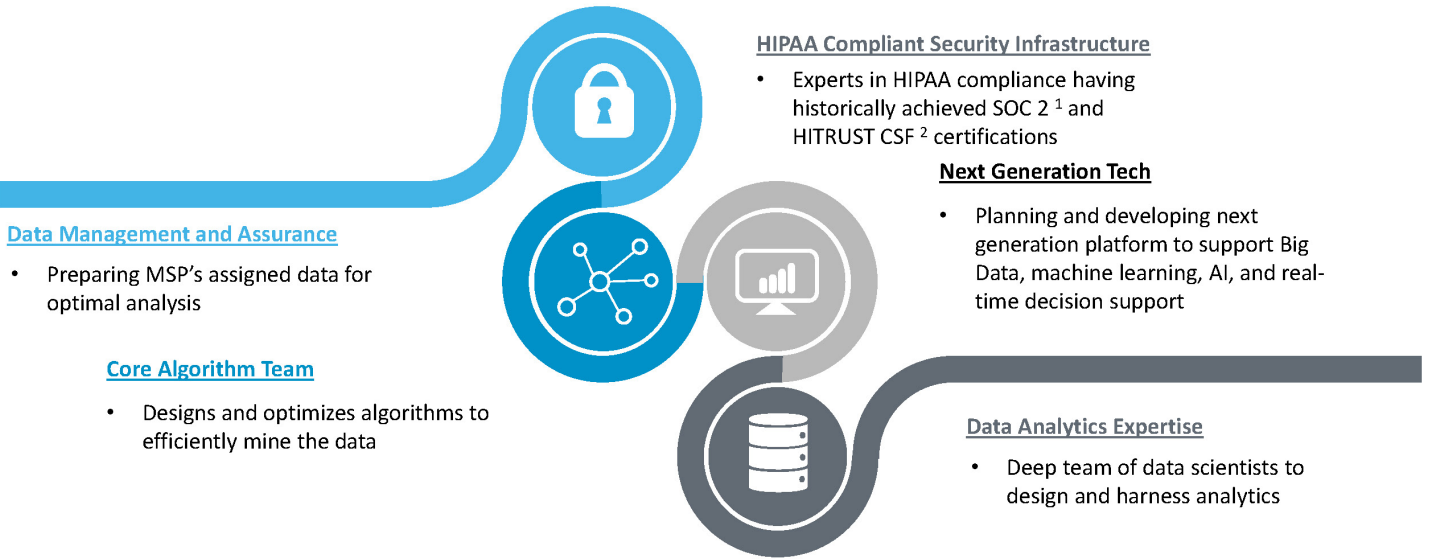 HIPAA Compliant Security Infrastructure
• Experts in HIPAA compliance having
historically achieved SOC 2 ¹ and
HITRUST CSF ² certifications
Next Generation Tech
• Planning and developing next
generation platform to support Big
Data, machine learning, AI, and real-
time decision support
Data Management and Assurance
• Preparing MSP’s assigned data for
optimal analysis
Core Algorithm Team
• Designs and optimizes algorithms to
efficiently mine the data
Data Analytics Expertise
• Deep team of data scientists to
design and harness analytics